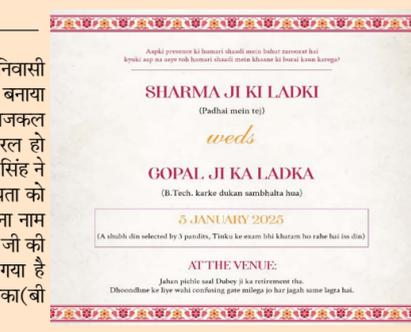 निवासी
बनाया
जकल
रल हो
सिंह ने
यता को
ना नाम
जी की
गया है
का(बी
Aapki presence ki hamari shaadi mein bahut zaroorat hai
kyuki aap na aaye toh hamari shaadi mein khaane ki burai kaun karega?
SHARMA JI KI LADKI
(Padhai mein tej)
weds
GOPAL JI KA LADKA
(B.Tech. karke dukan sambhalta hua)
5 JANUARY 2025
(A shubh din selected by 3 pandits, Tinku ke exam bhi khatam ho rahe hai iss din)
AT THE VENUE:
Jahan pichle saal Dubey ji ka retirement tha.
Dhoondhne ke liye wahi confusing gate milega jo har jagah same lagta hai.